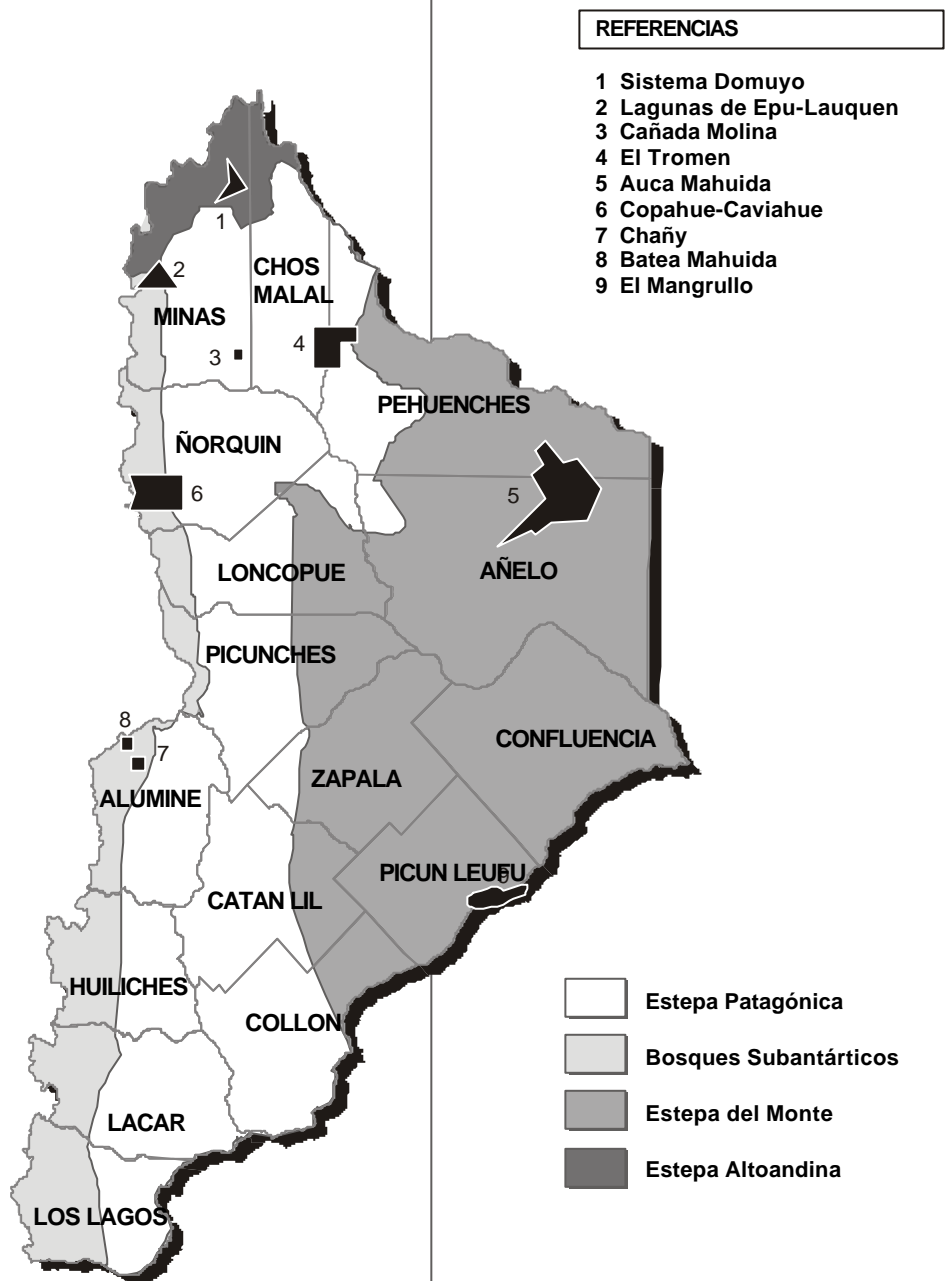 REFERENCIAS
1 Sistema Domuyo
2 Lagunas de Epu-Lauquen
3 Cañada Molina
4 El Tromen
5 Auca Mahuida
6 Copahue-Caviahue
7 Chañy
8 Batea Mahuida
9 El Mangrullo
1
2
CHOS
MALAL
MINAS
3
4
PEHUENCHES
ÑORQUIN
6
5
LONCOPUE
AÑELO
PICUNCHES
8
7
CONFLUENCIA
ZAPALA
ALUMINE
PICUN LEUFU
9
CATAN LIL
HUILICHES
COLLON
LACAR
LOS LAGOS
Estepa Patagónica
Bosques Subantárticos
Estepa del Monte
Estepa Altoandina